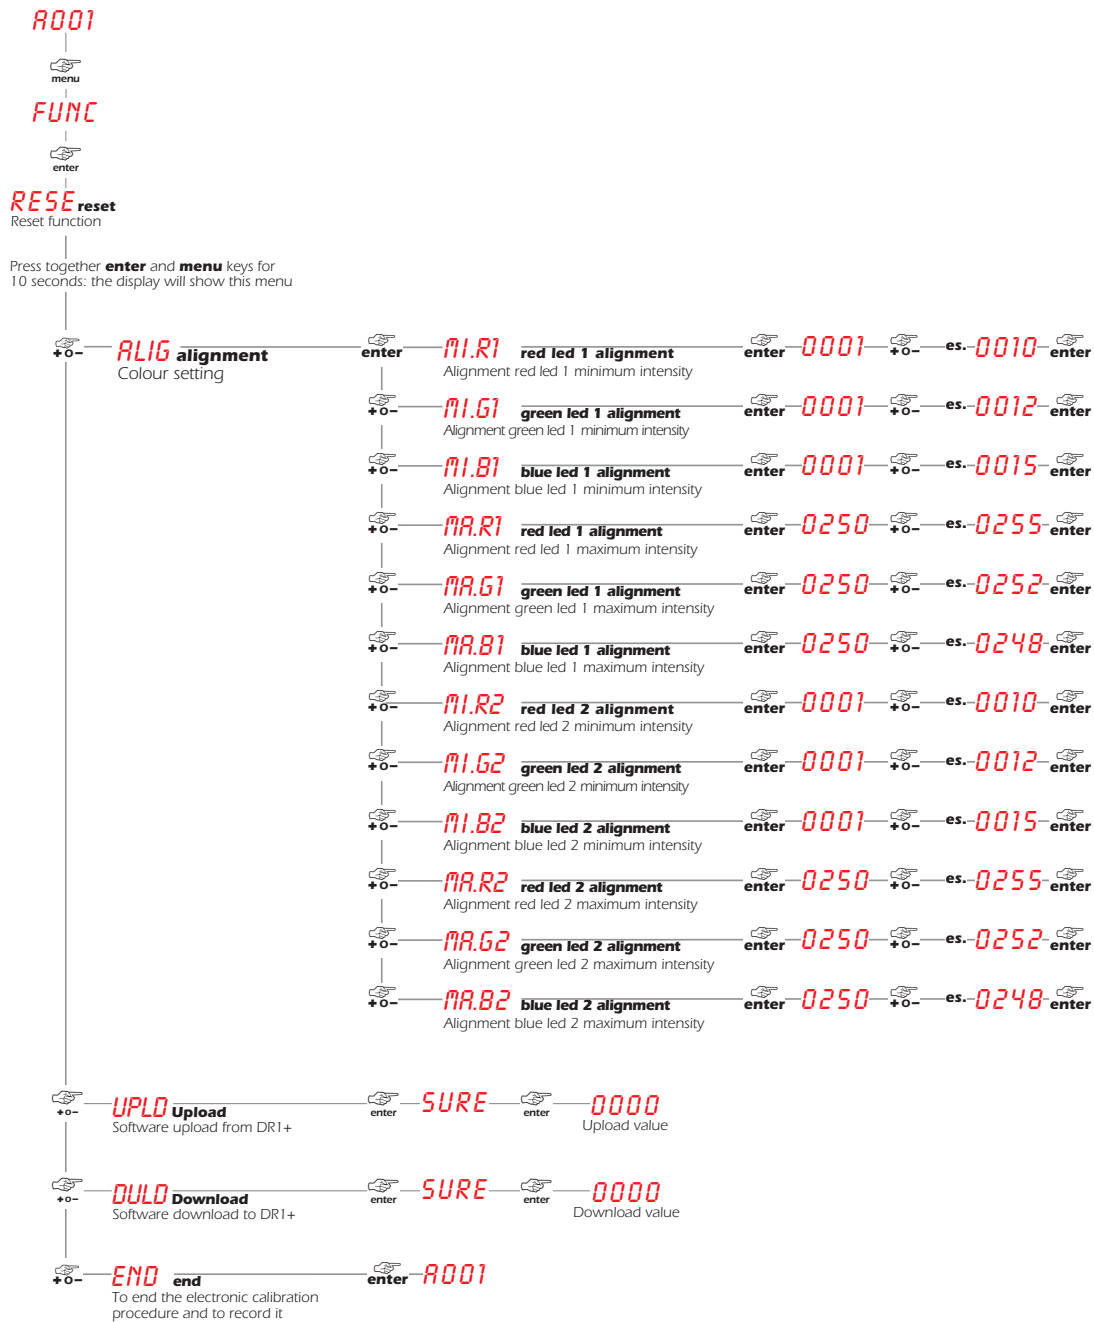 A001
menu
FUNC
enter
RESE reset
Reset function
Press together enter and menu keys for
10 seconds: the display will show this menu
+ o - ALIG alignment enter MI.R1 red led 1 alignment enter 0001 + o - es. 0010 enter
Colour setting
Alignment red led 1 minimum intensity
+ o - MI.G1 green led 1 alignment enter 0001 + o - es. 0012 enter
Alignment green led 1 minimum intensity
+ o - MI.B1 blue led 1 alignment enter 0001 + o - es. 0015 enter
Alignment blue led 1 minimum intensity
+ o - MA.R1 red led 1 alignment enter 0250 + o - es. 0255 enter
Alignment red led 1 maximum intensity
+ o - MA.G1 green led 1 alignment enter 0250 + o - es. 0252 enter
Alignment green led 1 maximum intensity
+ o - MA.B1 blue led 1 alignment enter 0250 + o - es. 0248 enter
Alignment blue led 1 maximum intensity
+ o - MI.R2 red led 2 alignment enter 0001 + o - es. 0010 enter
Alignment red led 2 minimum intensity
+ o - MI.G2 green led 2 alignment enter 0001 + o - es. 0012 enter
Alignment green led 2 minimum intensity
+ o - MI.B2 blue led 2 alignment enter 0001 + o - es. 0015 enter
Alignment blue led 2 minimum intensity
+ o - MA.R2 red led 2 alignment enter 0250 + o - es. 0255 enter
Alignment red led 2 maximum intensity
+ o - MA.G2 green led 2 alignment enter 0250 + o - es. 0252 enter
Alignment green led 2 maximum intensity
+ o - MA.B2 blue led 2 alignment enter 0250 + o - es. 0248 enter
Alignment blue led 2 maximum intensity
+ o - UPLD Upload enter SURE enter 0000
Software upload from DR1+
Upload value
+ o - DULD Download enter SURE enter 0000
Software download to DR1+
Download value
+ o - END end enter A001
To end the electronic calibration
procedure and to record it